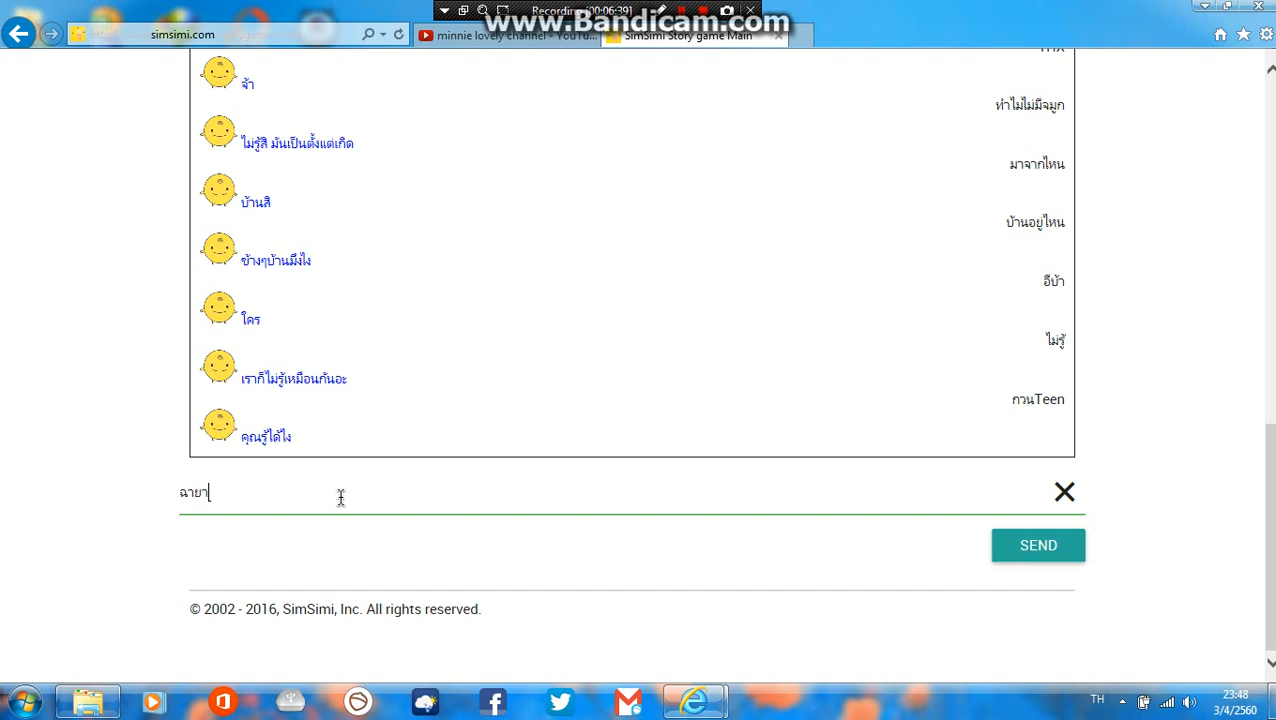 Recording [00:06:39]
www.Bandicam.com
simsimi.com
minnie lovely channel - YouTu...
SimSimi Story game Main
จ้า
ทำไมไม่มีจมูก
ไม่รู้สิ มันเป็นตั้งแต่เกิด
มาจากไหน
บ้านสิ
บ้านอยู่ไหน
ข้างๆบ้านมึงไง
อีบ้า
ใคร
ไม่รู้
เราก็ไม่รู้เหมือนกันอะ
กวนTeen
คุณรู้ได้ไง
ฉายา
SEND
© 2002 - 2016, SimSimi, Inc. All rights reserved.
TH
23:48
3/4/2560